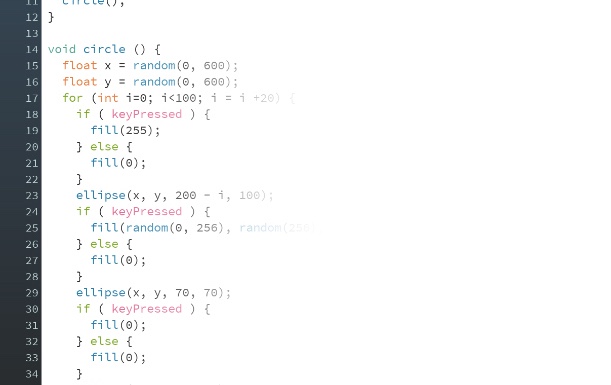 11 circle();
12 }
13
14 void circle () {
15 float x = random(0, 600);
16 float y = random(0, 600);
17 for (int i=0; i<100; i = i +20) {
18 if ( keyPressed ) {
19 fill(255);
20 } else {
21 fill(0);
22 }
23 ellipse(x, y, 200 - i, 100);
24 if ( keyPressed ) {
25 fill(random(0, 256), random(256)
26 } else {
27 fill(0);
28 }
29 ellipse(x, y, 70, 70);
30 if ( keyPressed ) {
31 fill(0);
32 } else {
33 fill(0);
34 }